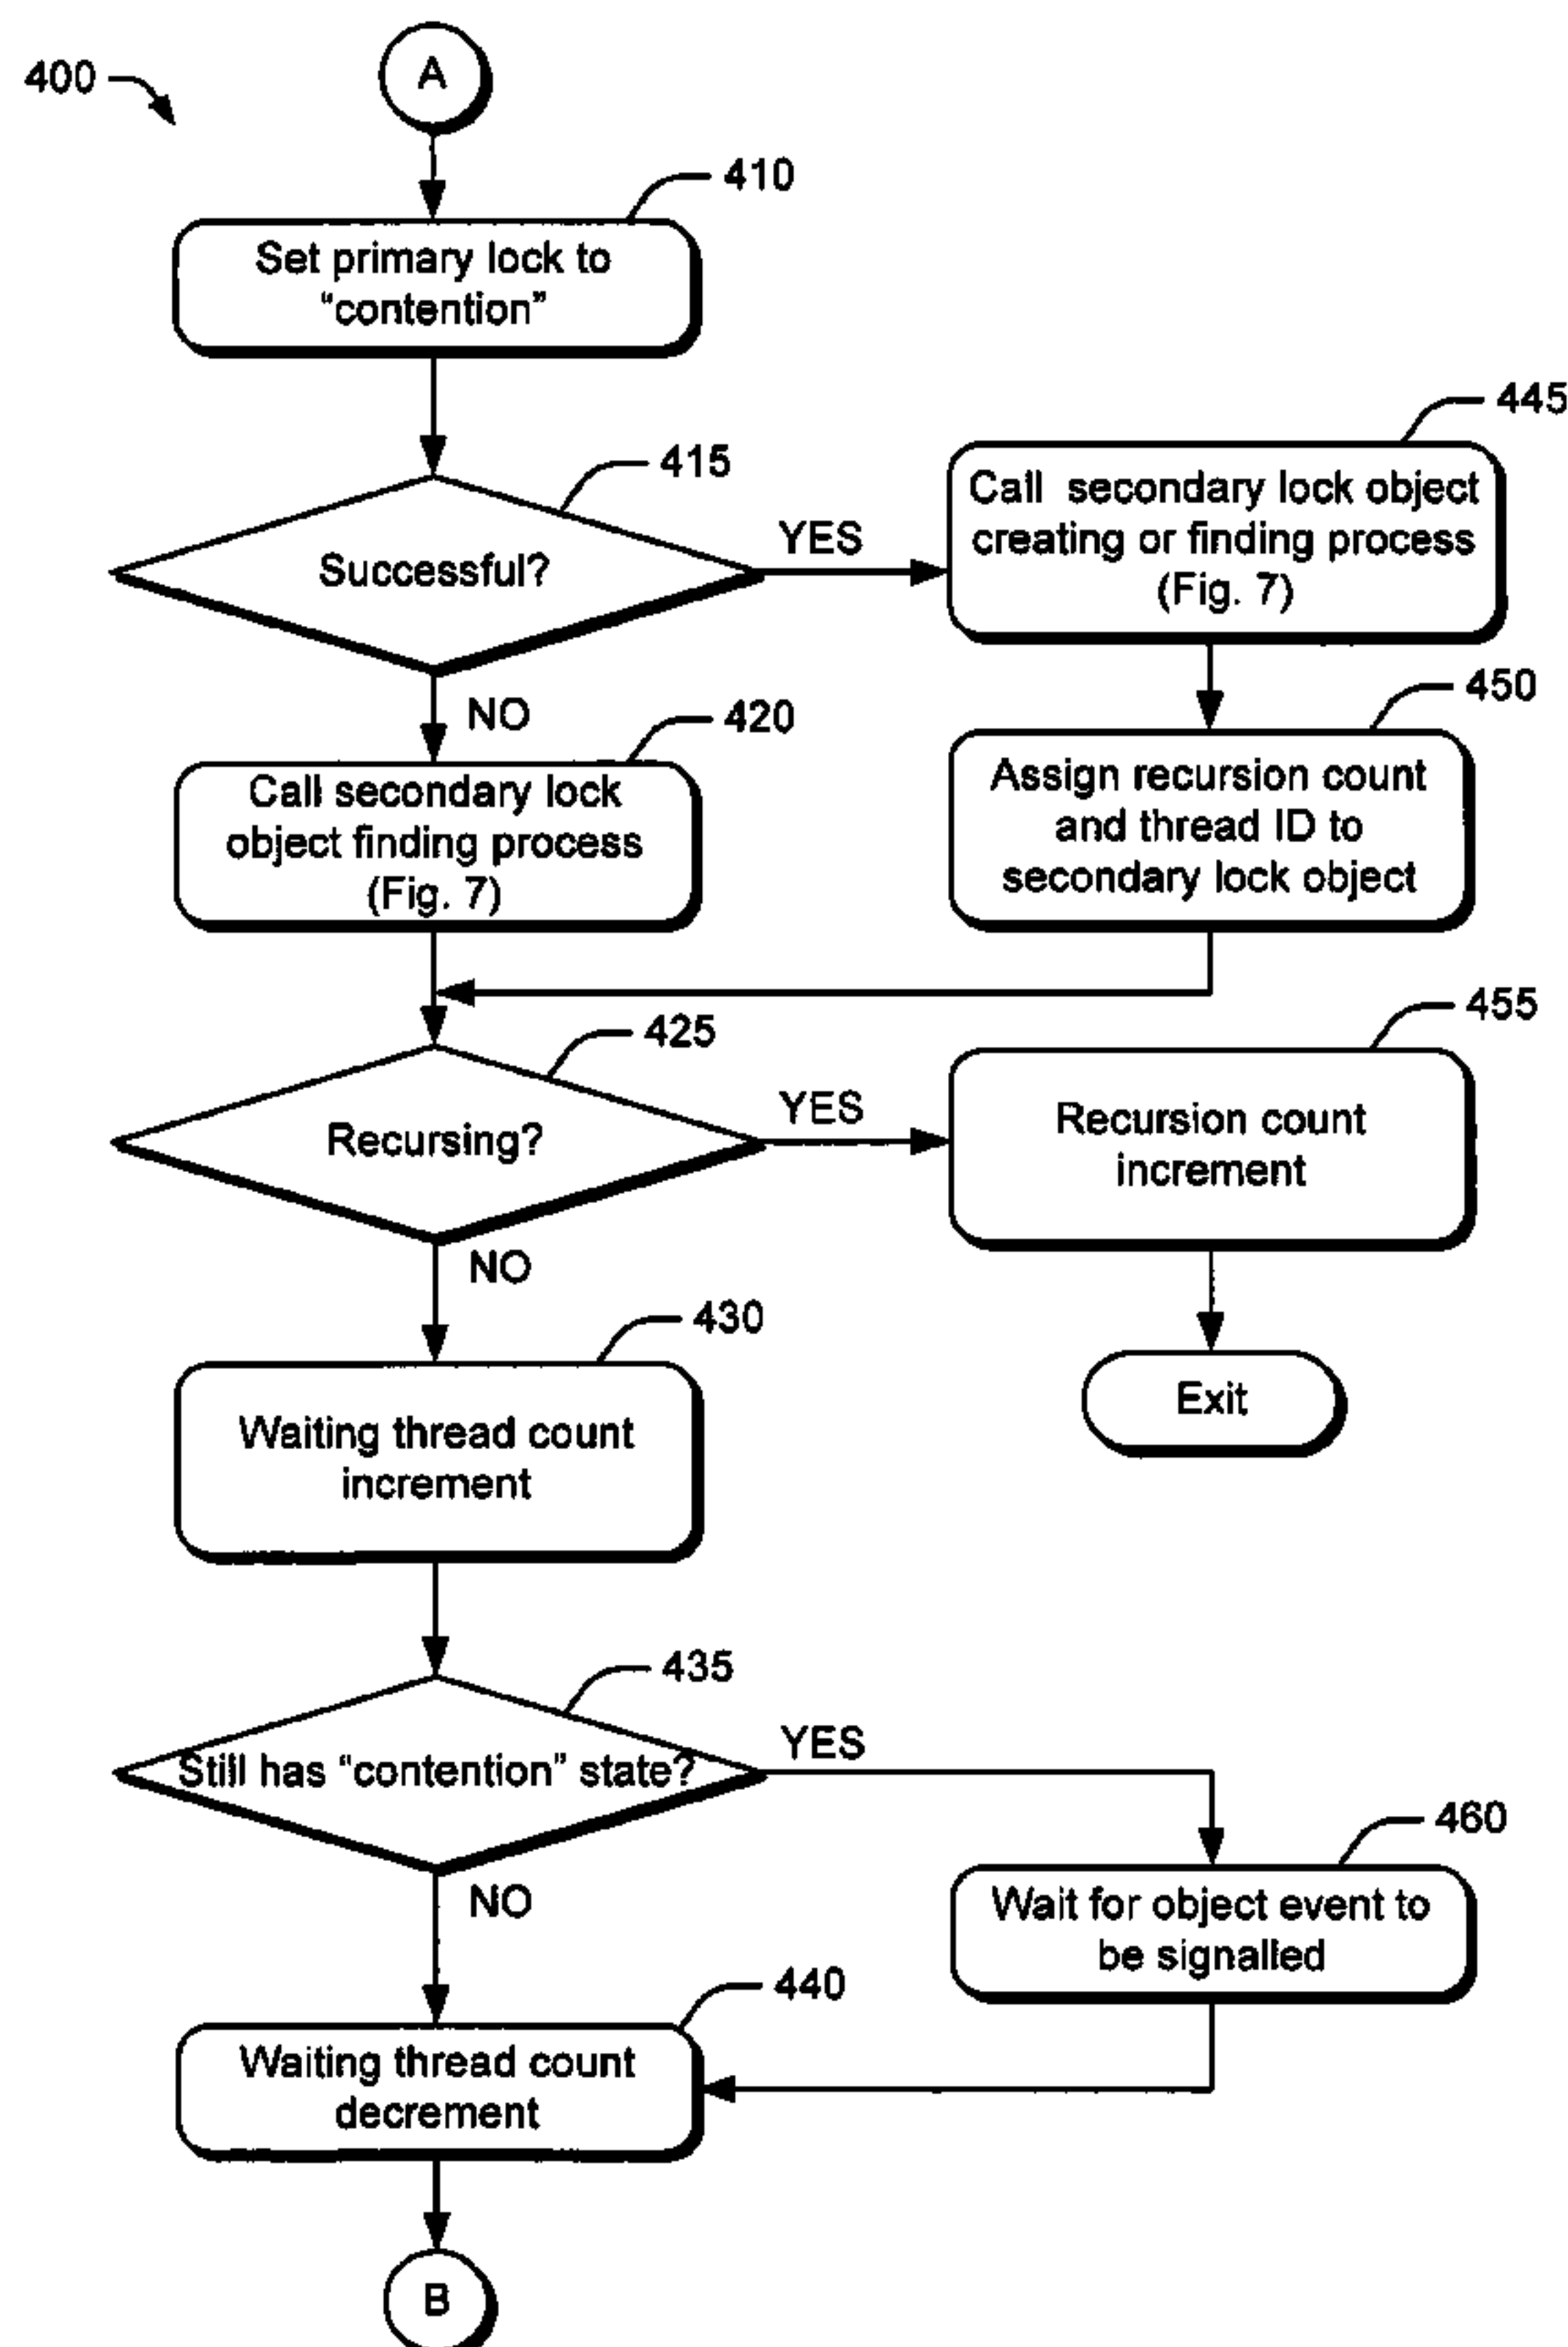 400
A
410
Set primary lock to
“contention”
415
Successful?
YES
445
Call secondary lock object
creating or finding process
(Fig. 7)
NO
420
Call secondary lock
object finding process
(Fig. 7)
450
Assign recursion count
and thread ID to
secondary lock object
425
Recursing?
YES
455
Recursion count
increment
Exit
NO
430
Waiting thread count
increment
435
Still has “contention” state?
YES
460
Wait for object event to
be signalled
NO
440
Waiting thread count
decrement
B